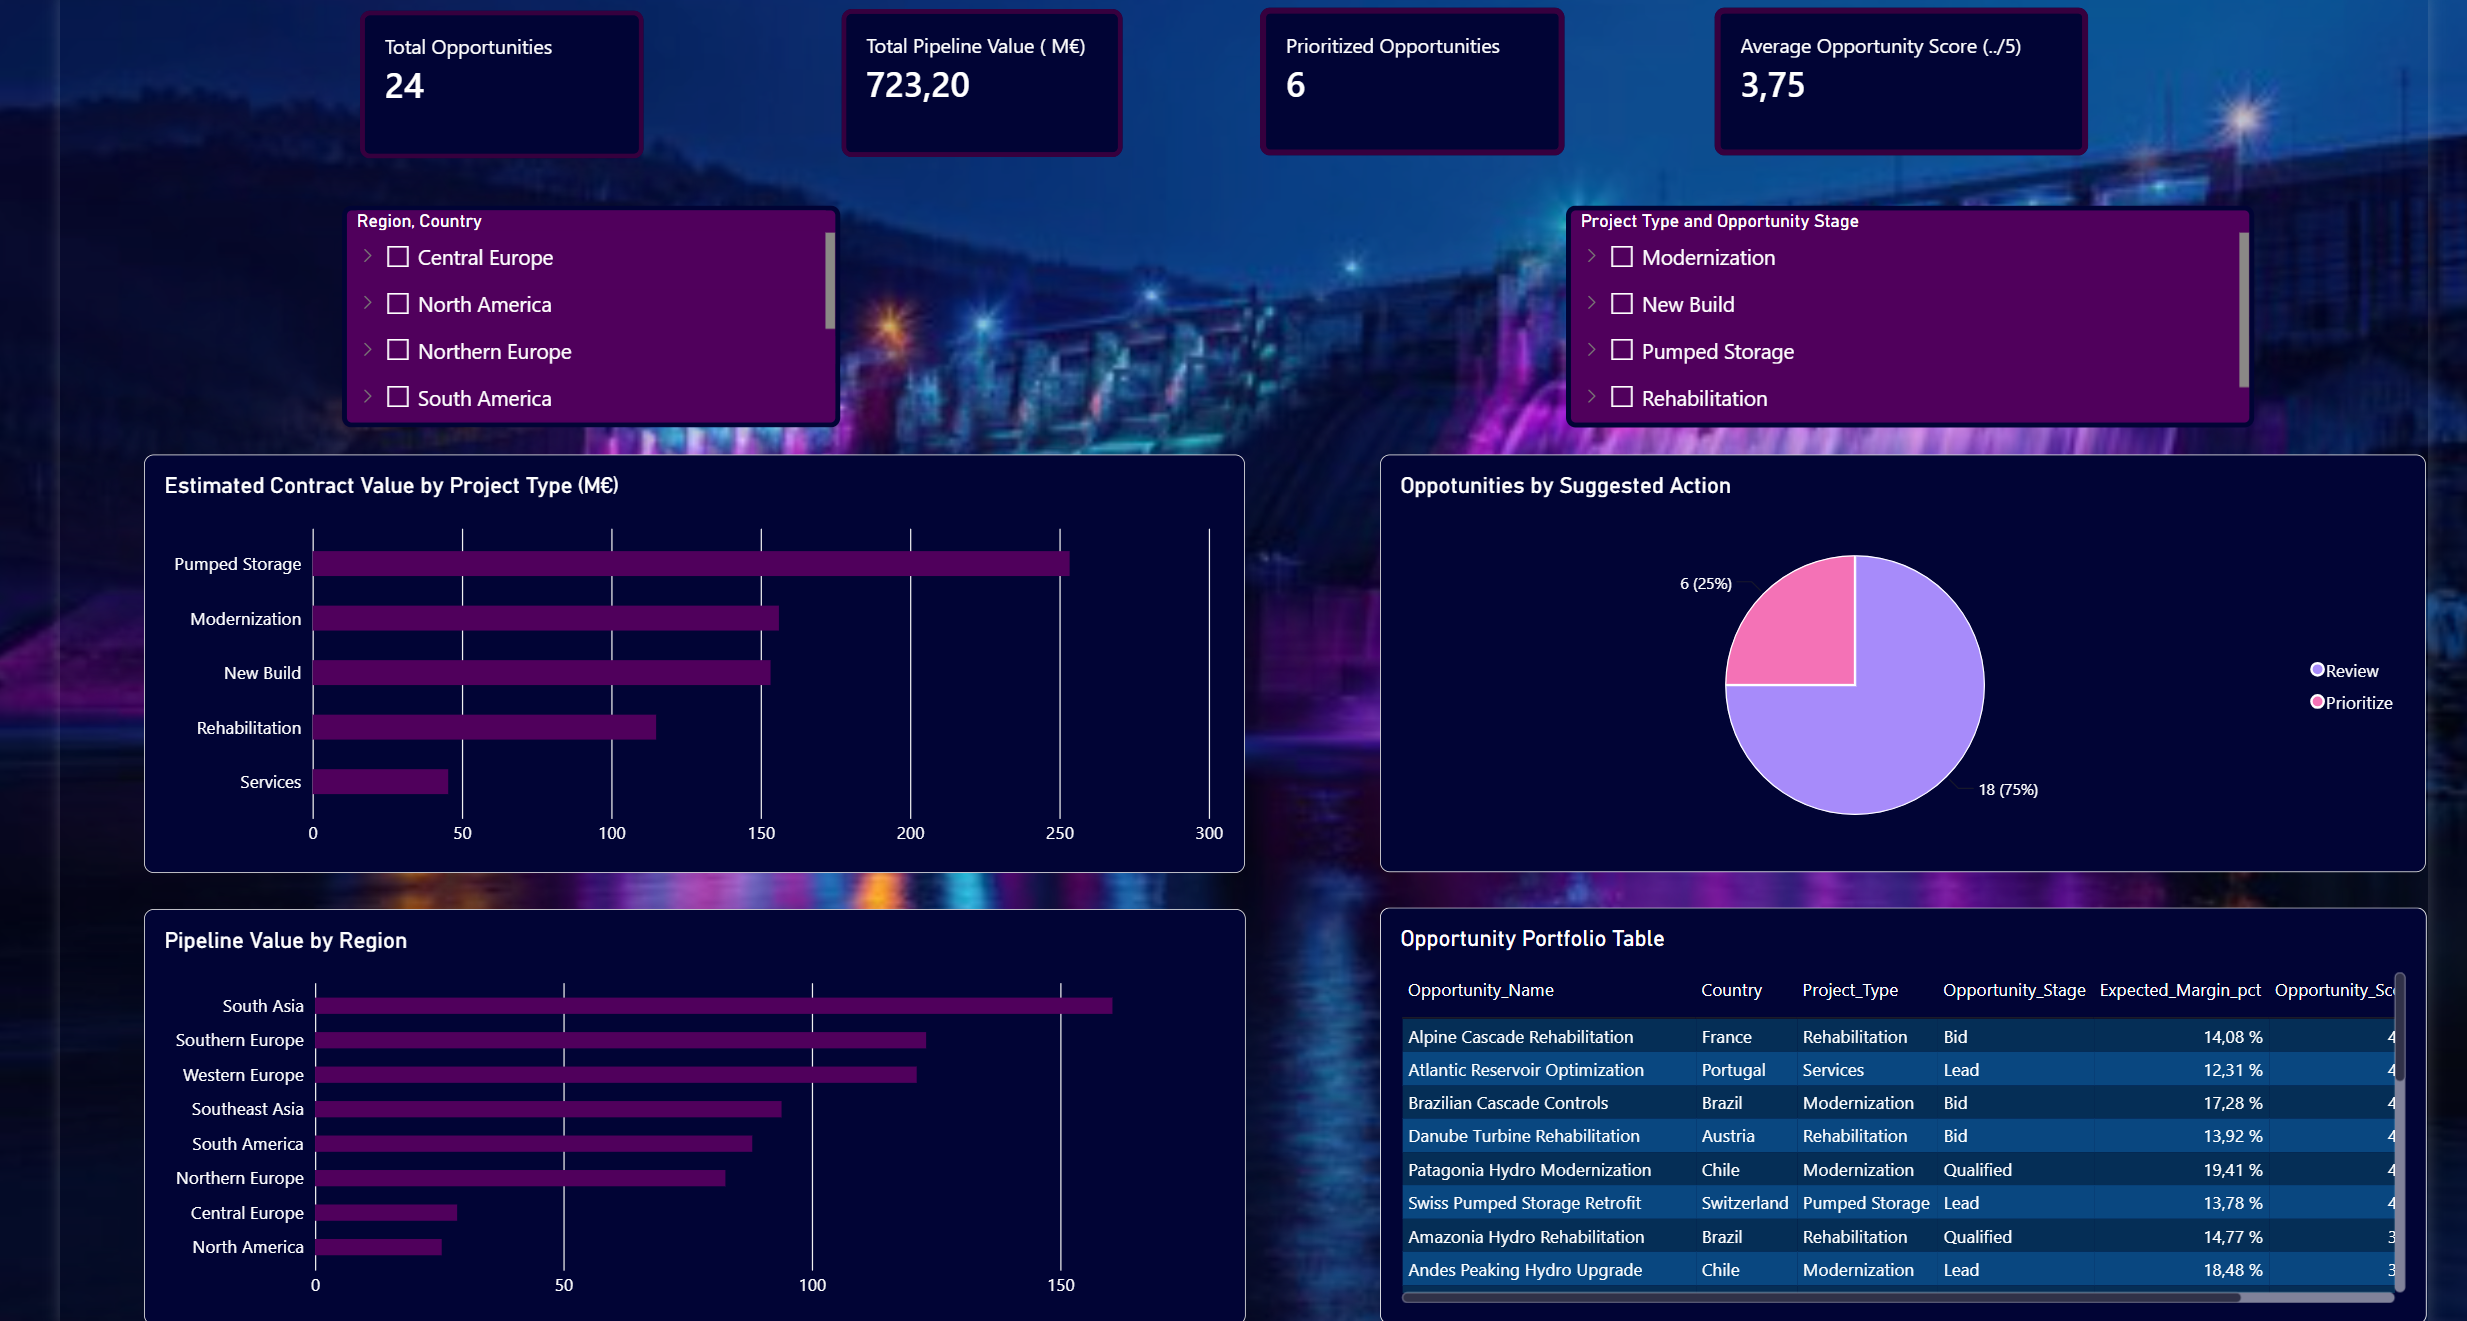 Total Opportunities
24
Total Pipeline Value ( M€)
723,20
Prioritized Opportunities
6
Average Opportunity Score (../5)
3,75
Region, Country
Central Europe
North America
Northern Europe
South America
Project Type and Opportunity Stage
Modernization
New Build
Pumped Storage
Rehabilitation
Estimated Contract Value by Project Type (M€)
Pumped Storage
Modernization
New Build
Rehabilitation
Services
0 50 100 150 200 250 300
Oppotunities by Suggested Action
6 (25%)
18 (75%)
Review
Prioritize
Pipeline Value by Region
South Asia
Southern Europe
Western Europe
Southeast Asia
South America
Northern Europe
Central Europe
North America
0 50 100 150
Opportunity Portfolio Table
Opportunity_Name Country Project_Type Opportunity_Stage Expected_Margin_pct
Alpine Cascade Rehabilitation France Rehabilitation Bid 14,08 % 4
Atlantic Reservoir Optimization Portugal Services Lead 12,31 % 4
Brazilian Cascade Controls Brazil Modernization Bid 17,28 % 4
Danube Turbine Rehabilitation Austria Rehabilitation Bid 13,92 % 4
Patagonia Hydro Modernization Chile Modernization Qualified 19,41 % 4
Swiss Pumped Storage Retrofit Switzerland Pumped Storage Lead 13,78 % 4
Amazonia Hydro Rehabilitation Brazil Rehabilitation Qualified 14,77 % 3
Andes Peaking Hydro Upgrade Chile Modernization Lead 18,48 % 3